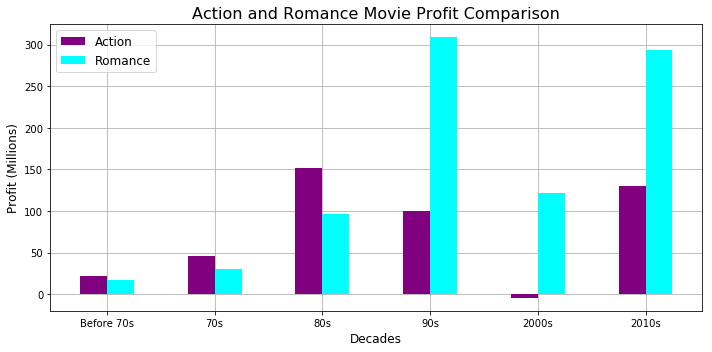 Action and Romance Movie Profit Comparison
Action
Romance
Profit (Millions)
300
250
200
150
100
50
0
Before 70s
70s
80s
90s
2000s
2010s
Decades